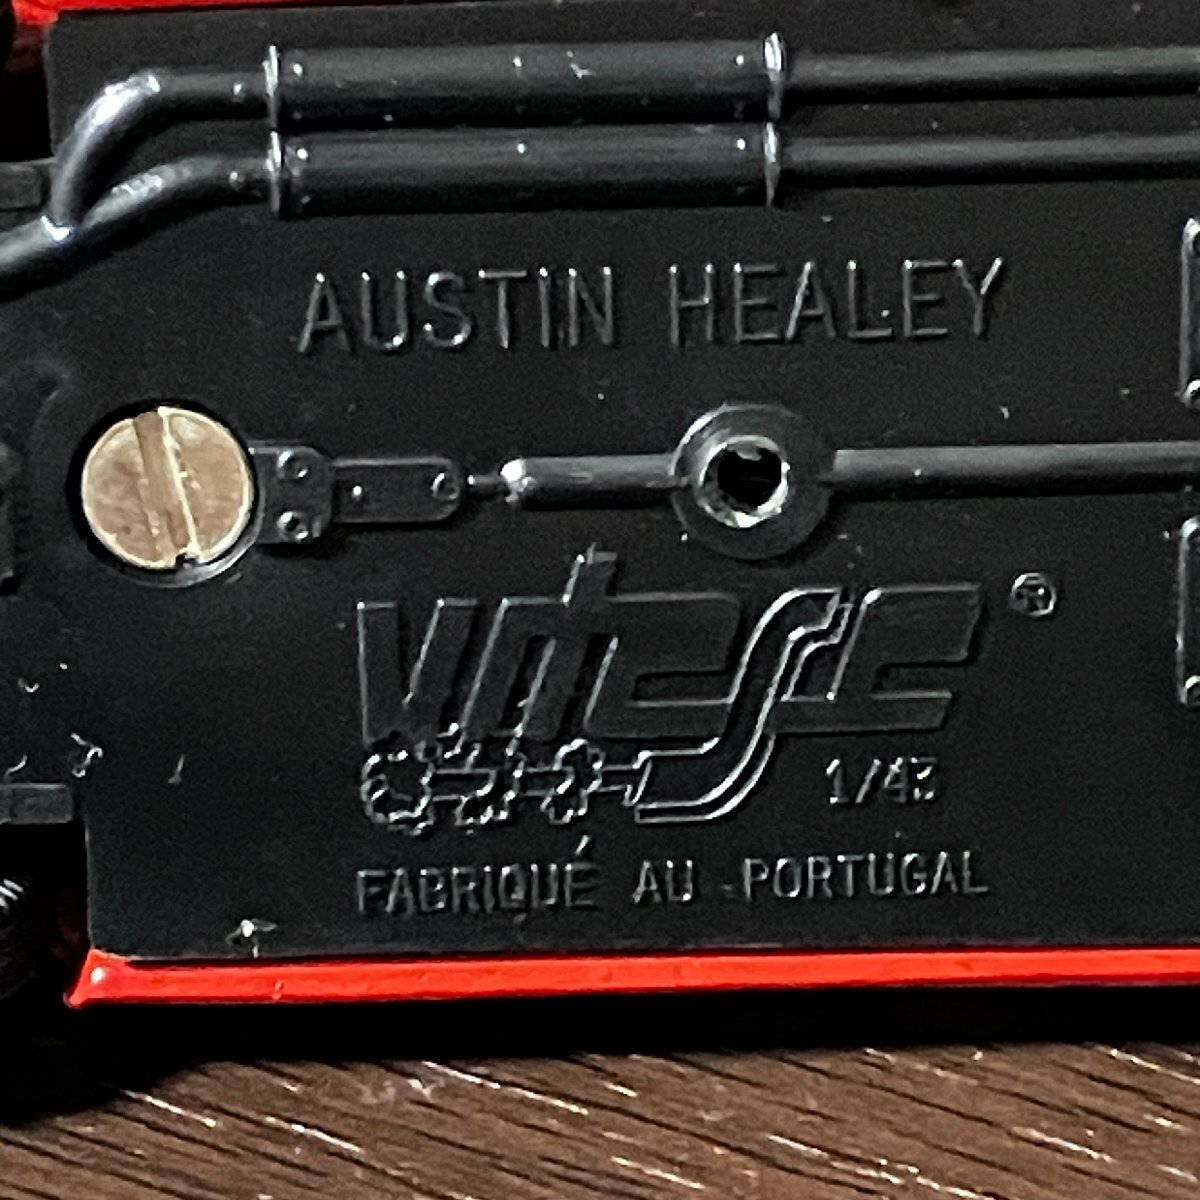 AUSTIN HEALEY
Vitesse ®
1/43
FABRIQUÉ AU PORTUGAL